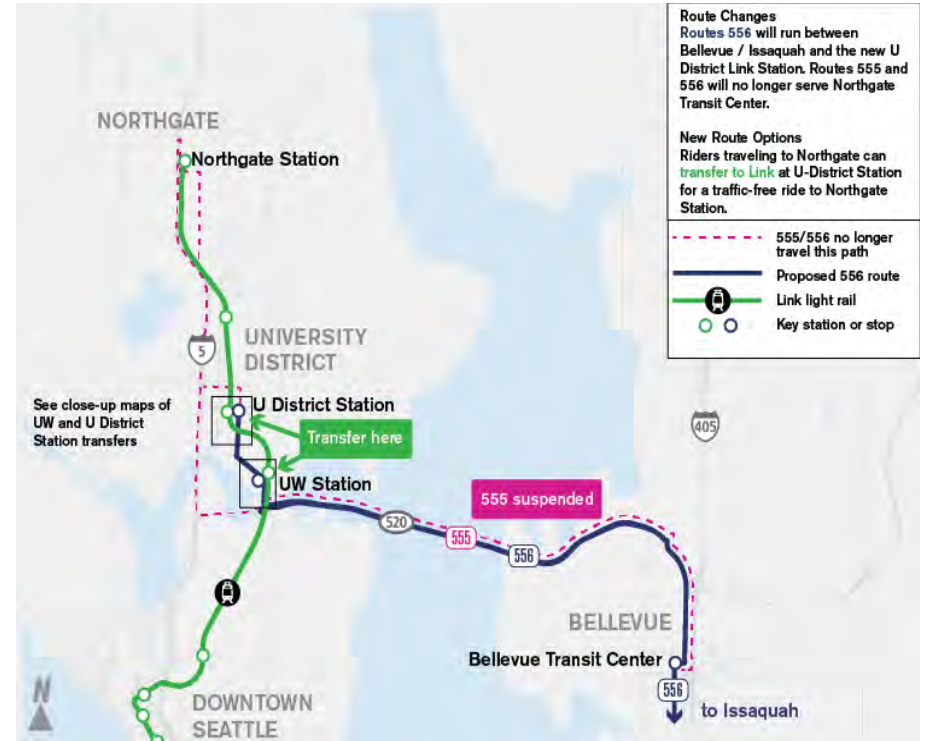 Route Changes
Routes 556 will run between
Bellevue / Issaquah and the new U
District Link Station. Routes 555 and
556 will no longer serve Northgate
Transit Center.
New Route Options
Riders traveling to Northgate can
transfer to Link at U-District Station
for a traffic-free ride to Northgate
Station.
555/556 no longer
travel this path
Proposed 556 route
Link light rail
Key station or stop
NORTHGATE
Northgate Station
5
UNIVERSITY
DISTRICT
See close-up maps of
UW and U District
Station transfers
U District Station
Transfer here
UW Station
405
555 suspended
520
555
556
BELLEVUE
Bellevue Transit Center
556
to Issaquah
N
DOWNTOWN
SEATTLE